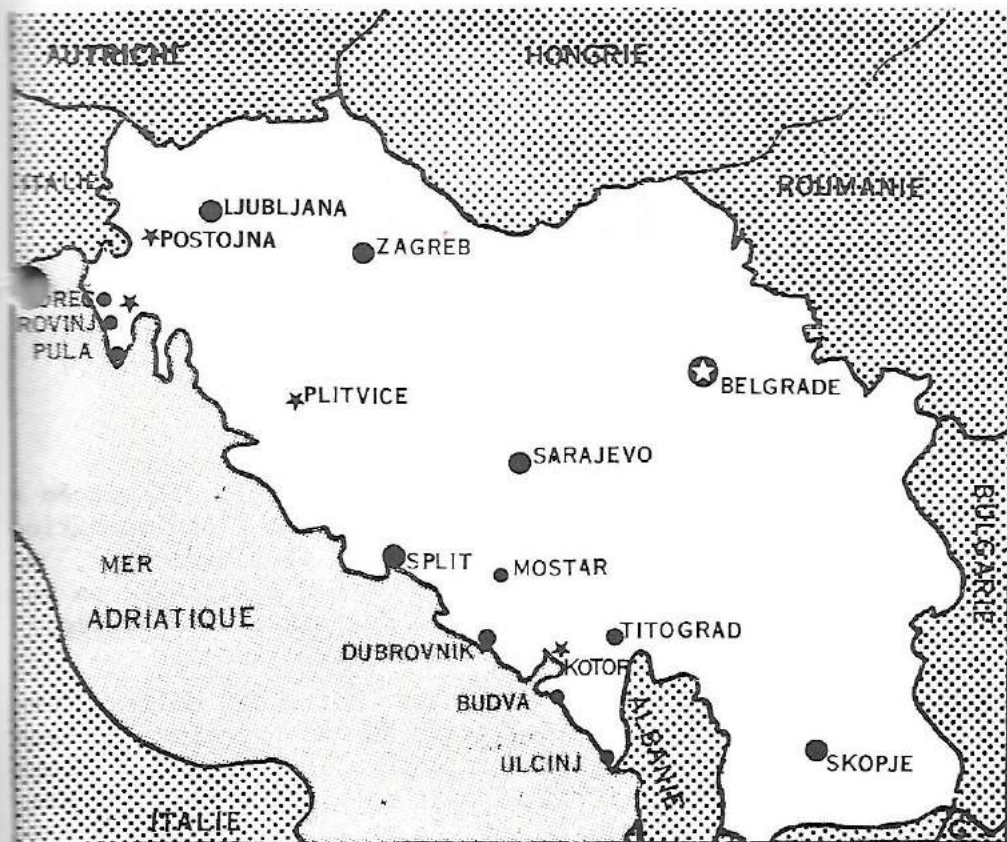 AUTRICHE
HONGRIE
ITALIE
ROUMANIE
LJUBLJANA
POSTOJNA
ZAGREB
ROVINJ
PULA
PLITVICE
BELGRADE
SARAJEVO
BULGARIE
SPLIT
MOSTAR
MER
ADRIATIQUE
TITOGRAD
DUBROVNIK
KOTOR
BUDVA
ALBANIE
ULCINJ
SKOPJE
ITALIE